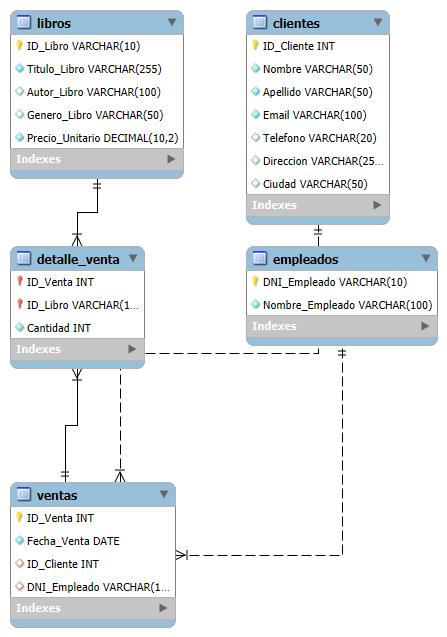 libros
ID_Libro VARCHAR(10)
Titulo_Libro VARCHAR(255)
Autor_Libro VARCHAR(100)
Genero_Libro VARCHAR(50)
Precio_Unitario DECIMAL(10,2)
Indexes
clientes
ID_Cliente INT
Nombre VARCHAR(50)
Apellido VARCHAR(50)
Email VARCHAR(100)
Telefono VARCHAR(20)
Direccion VARCHAR(25...
Ciudad VARCHAR(50)
Indexes
detalle_venta
ID_Venta INT
ID_Libro VARCHAR(1...
Cantidad INT
Indexes
empleados
DNI_Empleado VARCHAR(10)
Nombre_Empleado VARCHAR(100)
Indexes
ventas
ID_Venta INT
Fecha_Venta DATE
ID_Cliente INT
DNI_Empleado VARCHAR(1...
Indexes